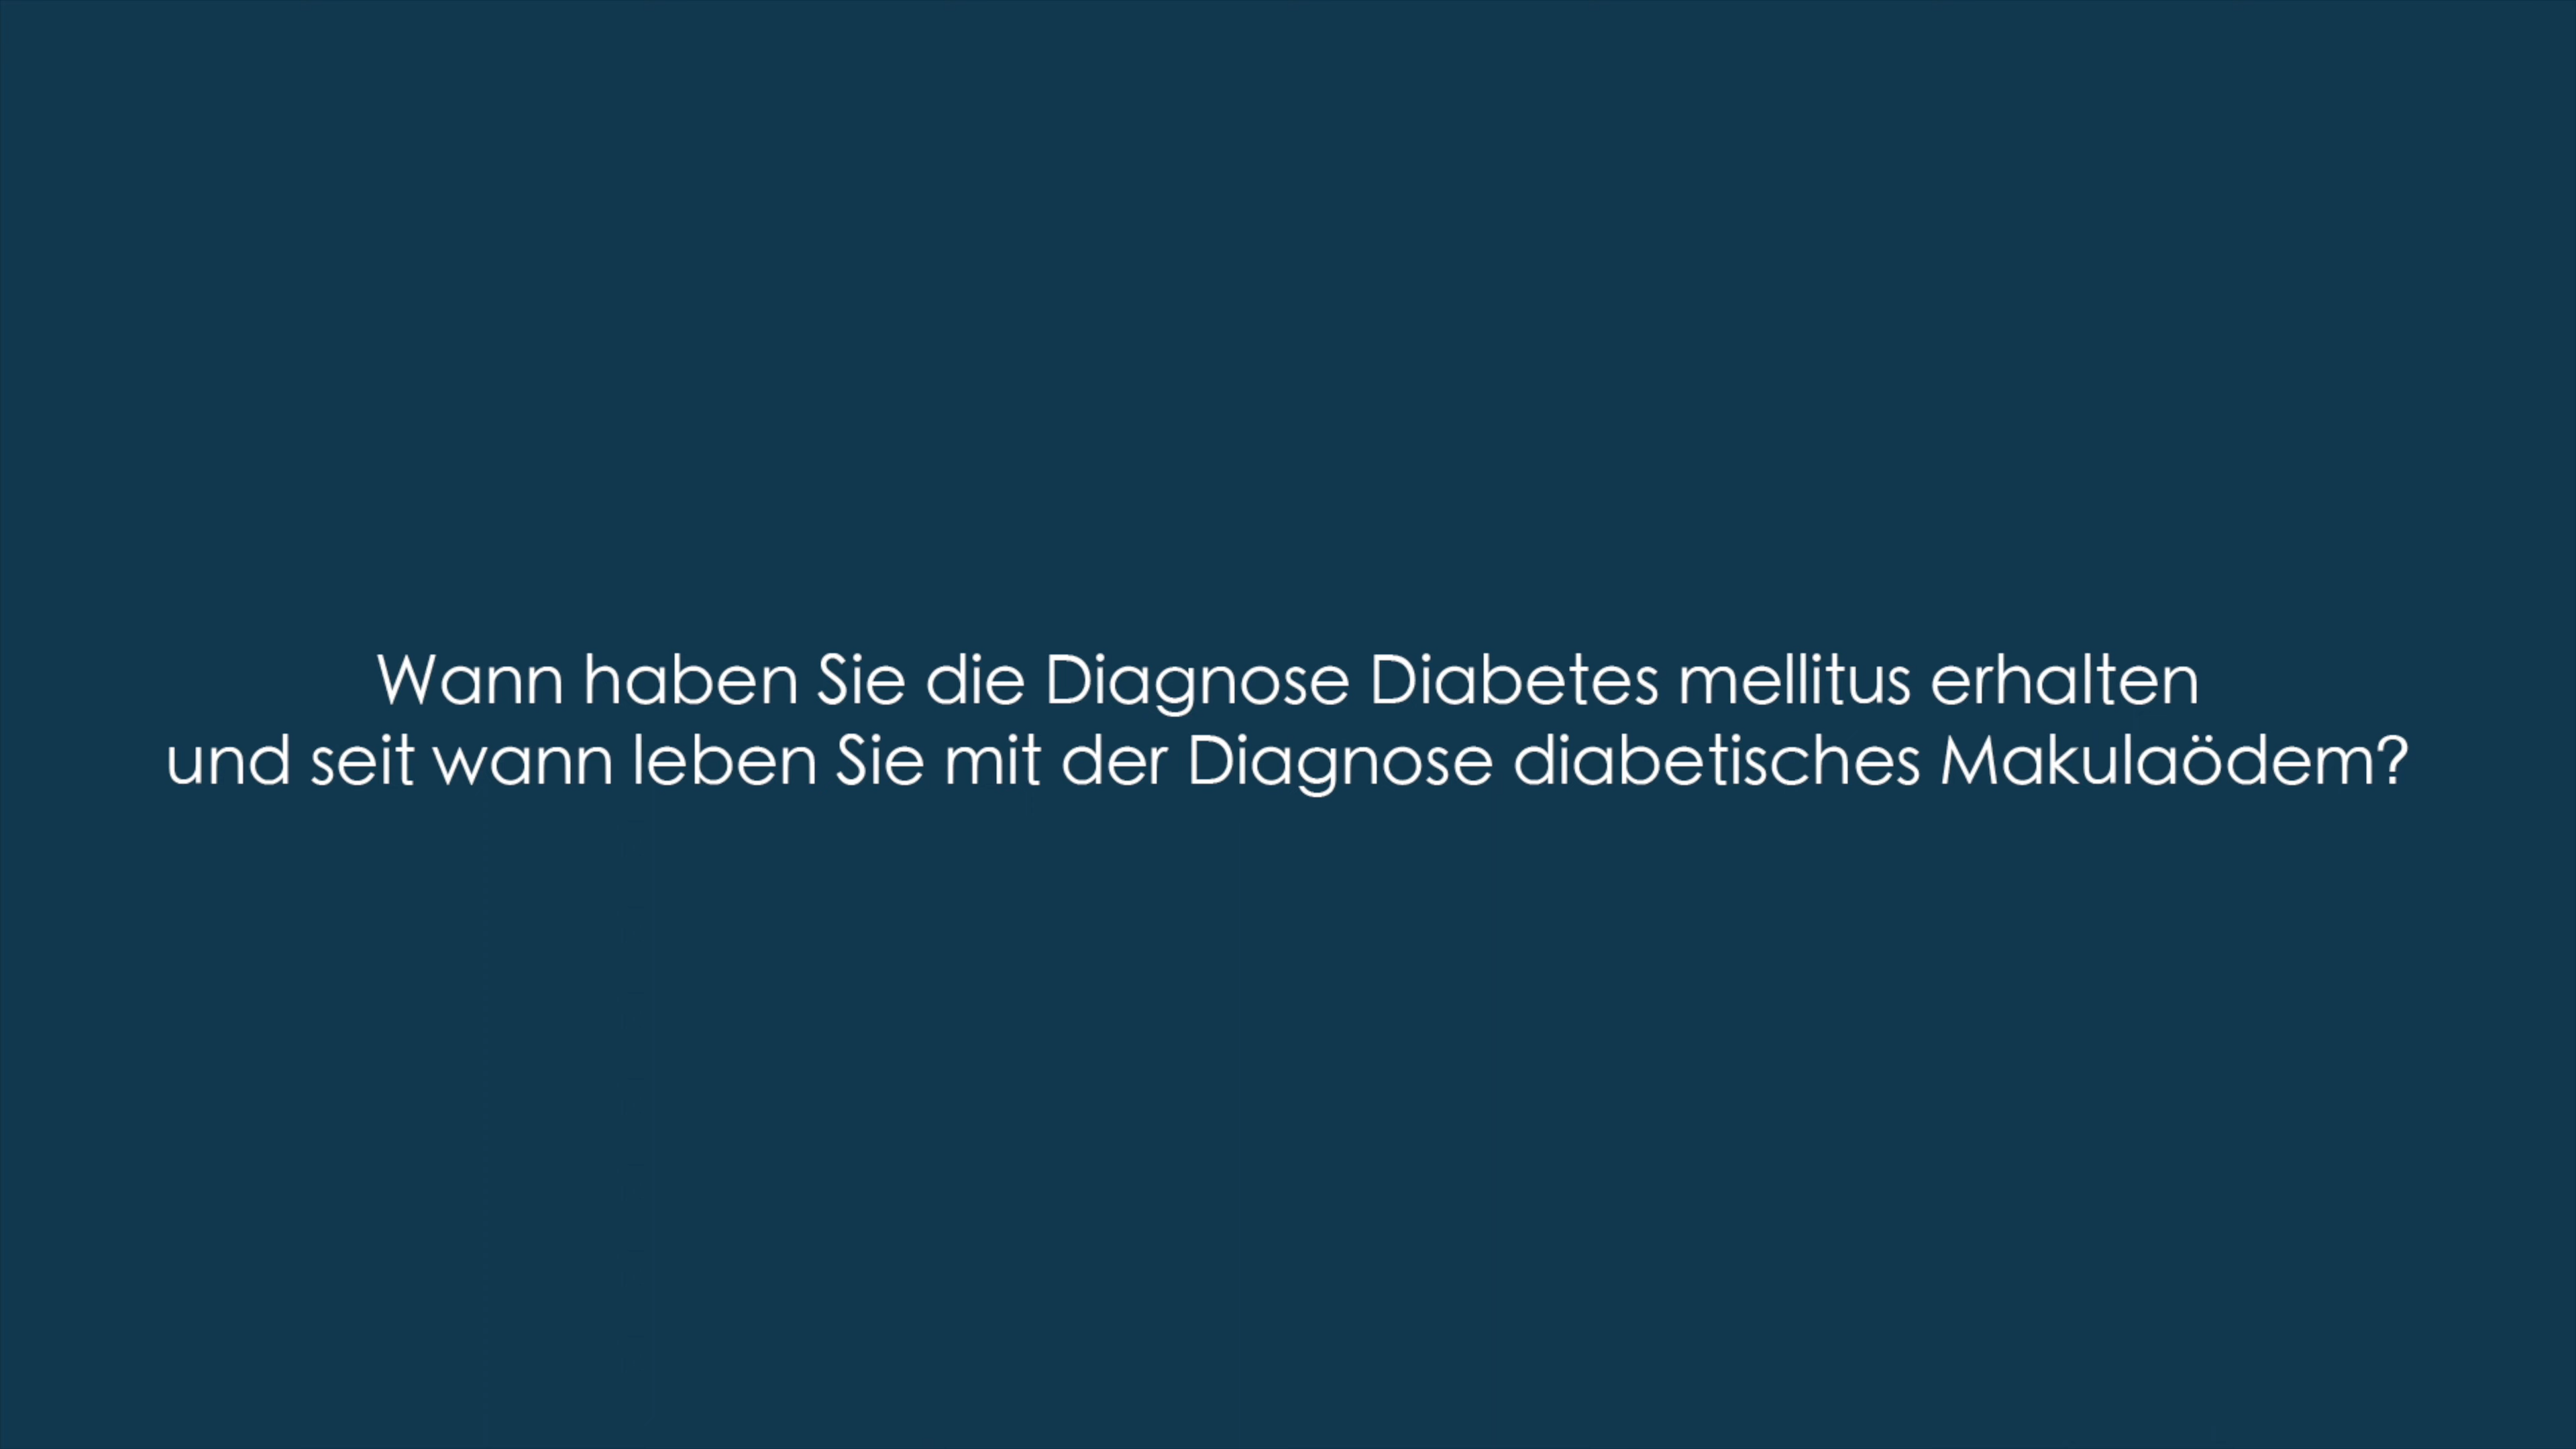 Wann haben Sie die Diagnose Diabetes mellitus erhalten
und seit wann leben Sie mit der Diagnose diabetisches Makulaödem?